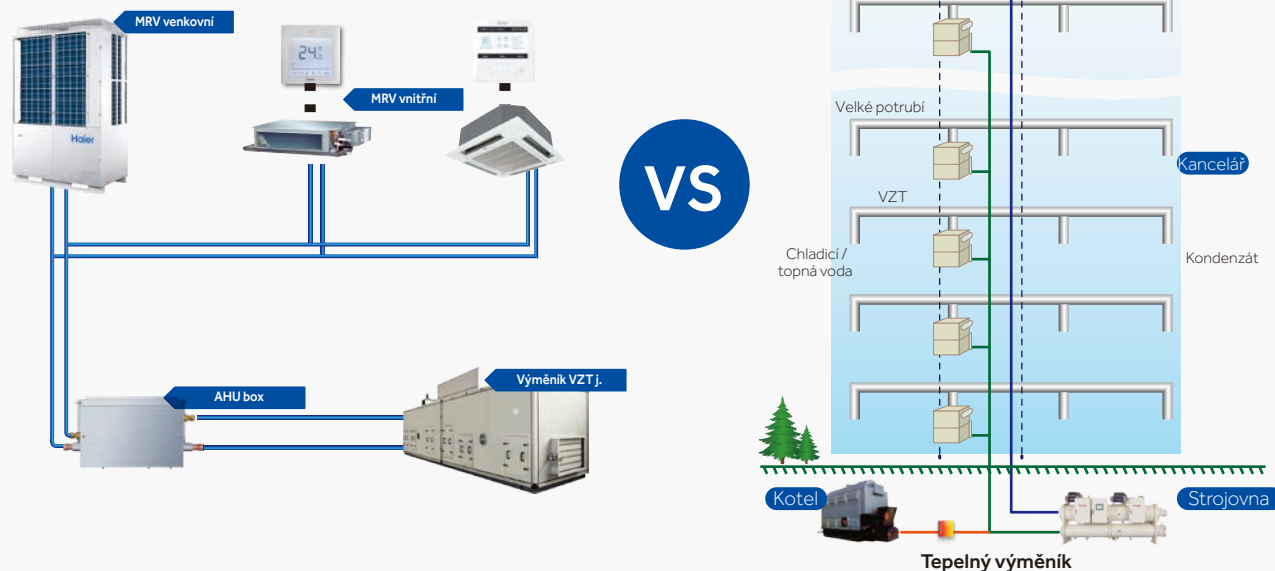 MRV venkovní
Haier
24
MRV vnitřní
AHU box
Výměník VZT j.
VS
Velké potrubí
Kancelář
VZT
Chladicí /
topná voda
Kondenzát
Kotel
Strojovna
Tepelný výměník